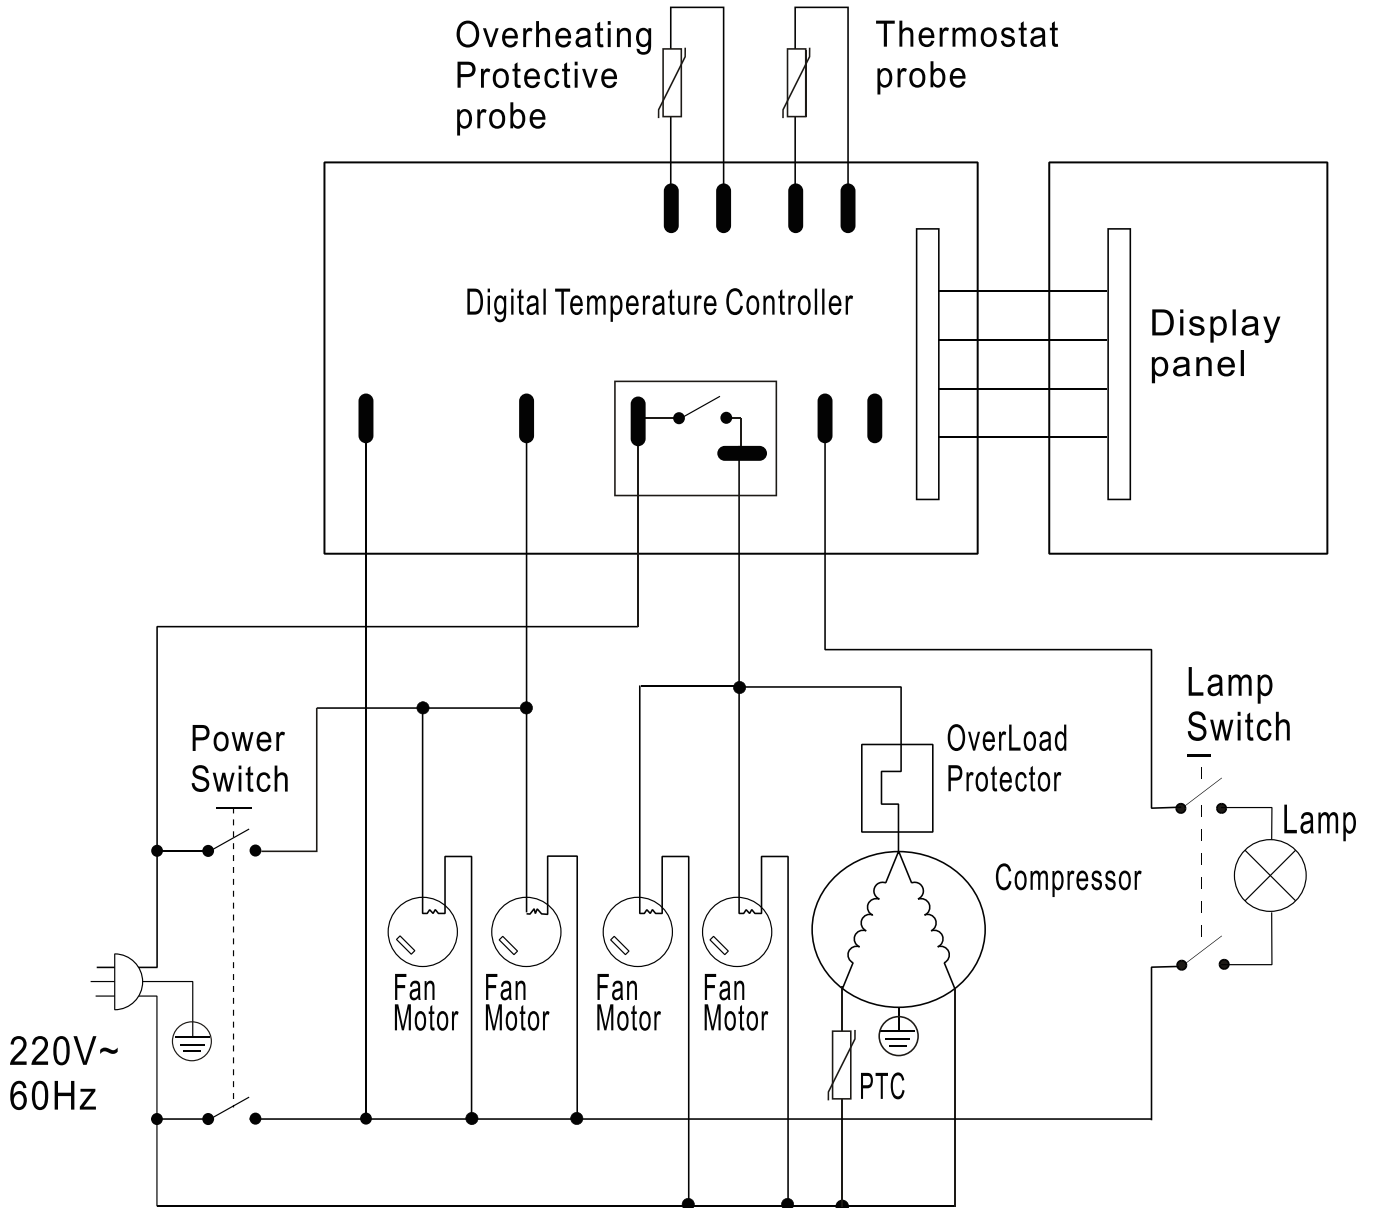 Overheating
Protective
probe
Thermostat
probe
Digital Temperature Controller
Display
panel
Lamp
Switch
Power
Switch
OverLoad
Protector
Lamp
Compressor
Fan
Motor
Fan
Motor
Fan
Motor
Fan
Motor
220V~
60Hz
PTC